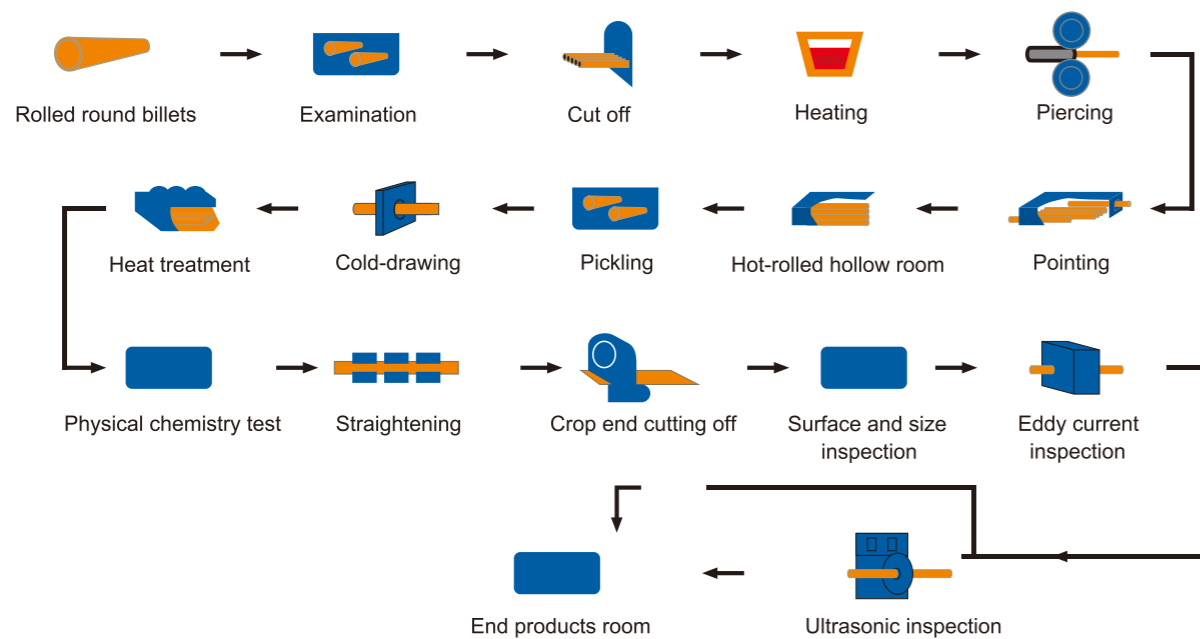 Rolled round billets
Examination
Cut off
Heating
Piercing
Heat treatment
Cold-drawing
Pickling
Hot-rolled hollow room
Pointing
Physical chemistry test
Straightening
Crop end cutting off
Surface and size
inspection
Eddy current
inspection
End products room
Ultrasonic inspection